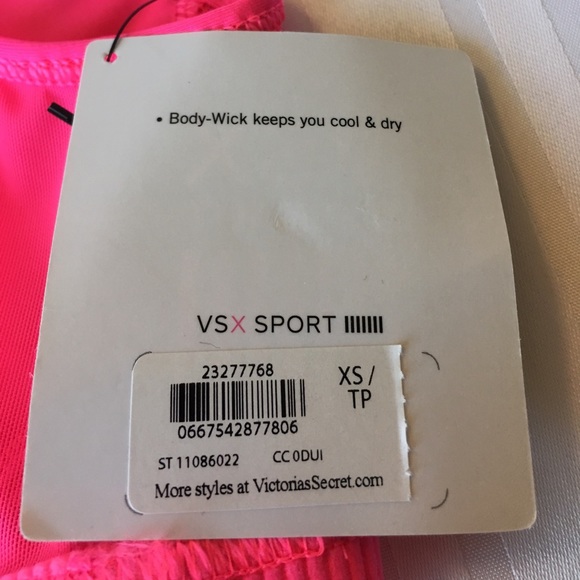 • Body-Wick keeps you cool & dry
VSX SPORT
23277768
XS /
TP
0667542877806
ST 11086022 CC 0DUI
More styles at VictoriasSecret.com